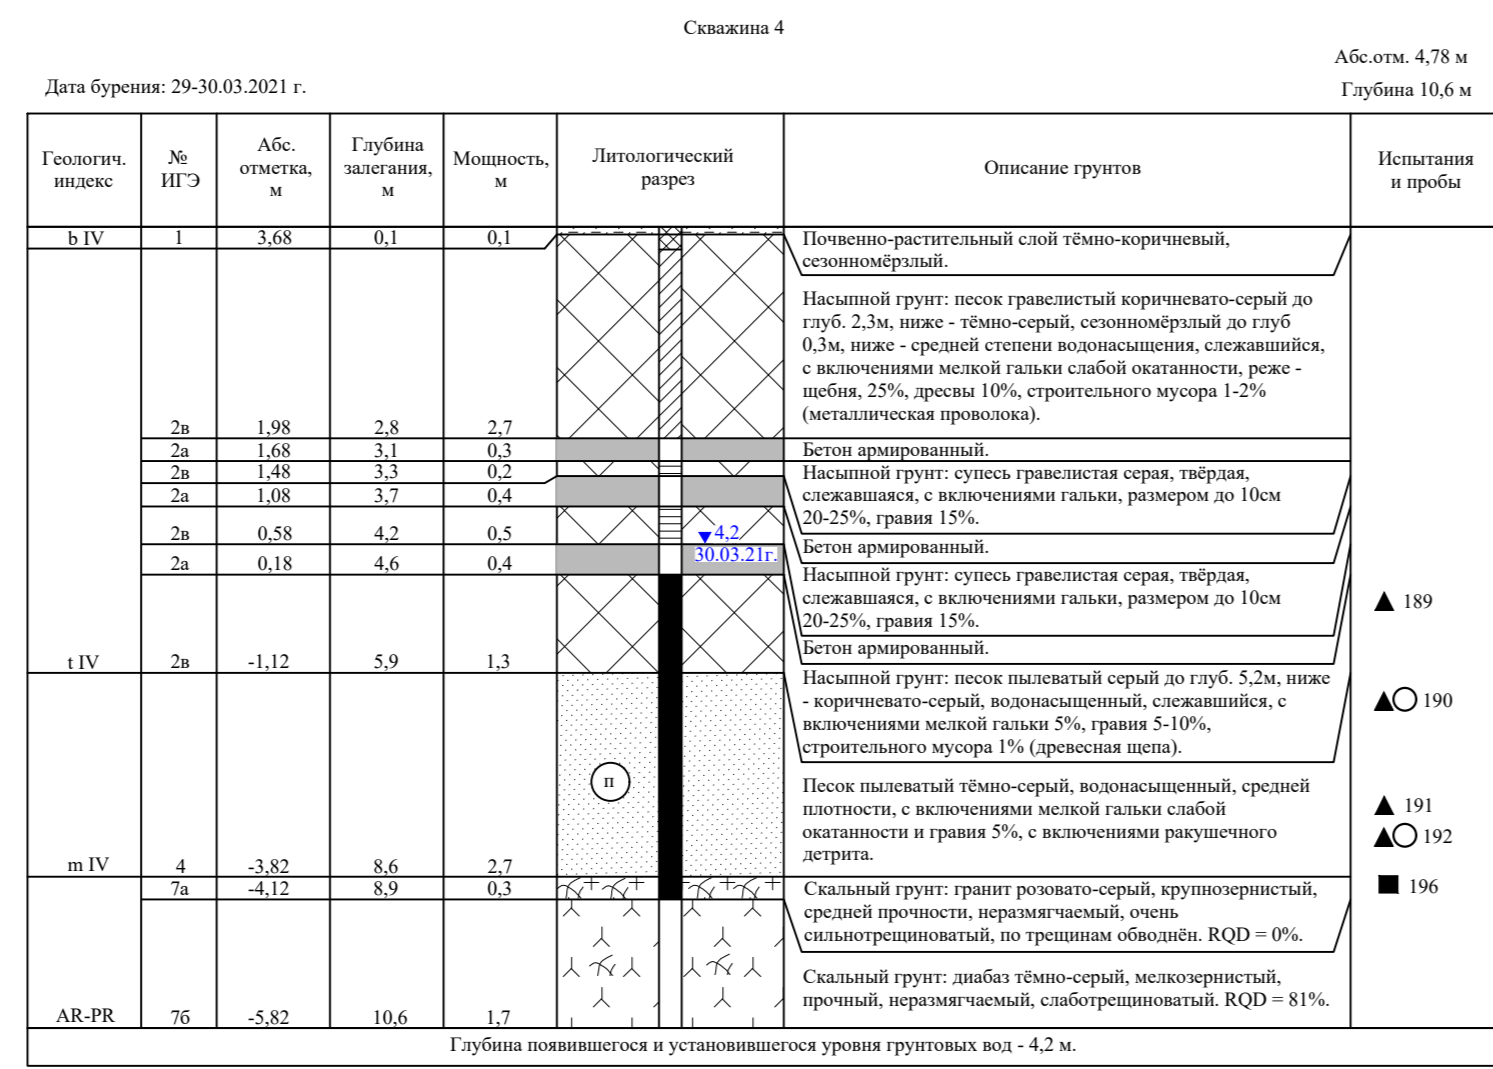 Скважина 4
Абс.отм. 4,78 м
Дата бурения: 29-30.03.2021 г.
Глубина 10,6 м
Геологич.
индекс
№
ИГЭ
Абс.
отметка,
м
Глубина
залегания,
м
Мощность,
м
Литологический
разрез
Описание грунтов
Испытания
и пробы
b IV 1 3,68 0,1 0,1
Почвенно-растительный слой тёмно-коричневый,
сезонномёрзлый.
Насыпной грунт: песок гравелистый коричневато-серый до
глуб. 2,3м, ниже - тёмно-серый, сезонномёрзлый до глуб
0,3м, ниже - средней степени водонасыщения, слежавшийся,
с включениями мелкой гальки слабой окатанности, реже -
щебня, 25%, дресвы 10%, строительного мусора 1-2%
(металлическая проволока).
2в 1,98 2,8 2,7
2а 1,68 3,1 0,3
Бетон армированный.
2в 1,48 3,3 0,2
Насыпной грунт: супесь гравелистая серая, твёрдая,
слежавшаяся, с включениями гальки, размером до 10см
20-25%, гравия 15%.
2а 1,08 3,7 0,4
Бетон армированный.
2в 0,58 4,2 0,5
4,2
30.03.21г.
Насыпной грунт: супесь гравелистая серая, твёрдая,
слежавшаяся, с включениями гальки, размером до 10см
20-25%, гравия 15%.
2а 0,18 4,6 0,4
Бетон армированный.
189
t IV 2в -1,12 5,9 1,3
Насыпной грунт: песок пылеватый серый до глуб. 5,2м, ниже
- коричневато-серый, водонасыщенный, слежавшийся, с
включениями мелкой гальки 5%, гравия 5-10%,
строительного мусора 1% (древесная щепа).
190
п
Песок пылеватый тёмно-серый, водонасыщенный, средней
плотности, с включениями мелкой гальки слабой
окатанности и гравия 5%, с включениями ракушечного
детрита.
191
192
m IV 4 -3,82 8,6 2,7
7а -4,12 8,9 0,3
Скальный грунт: гранит розовато-серый, крупнозернистый,
средней прочности, неразмягчаемый, очень
сильнотрещиноватый, по трещинам обводнён. RQD = 0%.
196
Скальный грунт: диабаз тёмно-серый, мелкозернистый,
прочный, неразмягчаемый, слаботрещиноватый. RQD = 81%.
AR-PR 7б -5,82 10,6 1,7
Глубина появившегося и установившегося уровня грунтовых вод - 4,2 м.